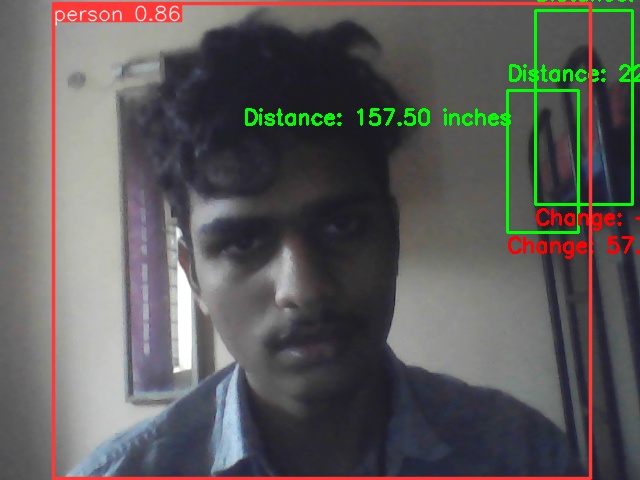 person 0.86
Distance: 22
Distance: 157.50 inches
Change: -
Change: 57.